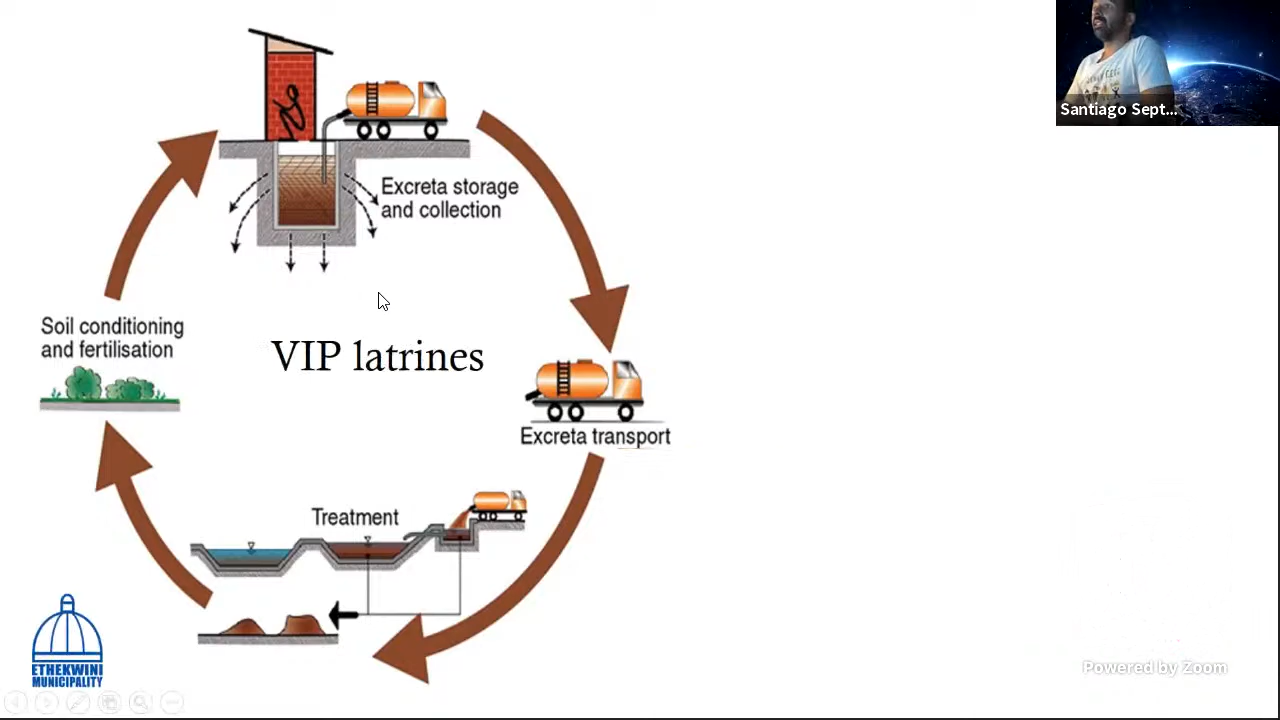 Santiago Sept...
Excreta storage
and collection
Soil conditioning
and fertilisation
VIP latrines
Excreta transport
Treatment
ETHEKWINI
MUNICIPALITY
Powered by Zoom